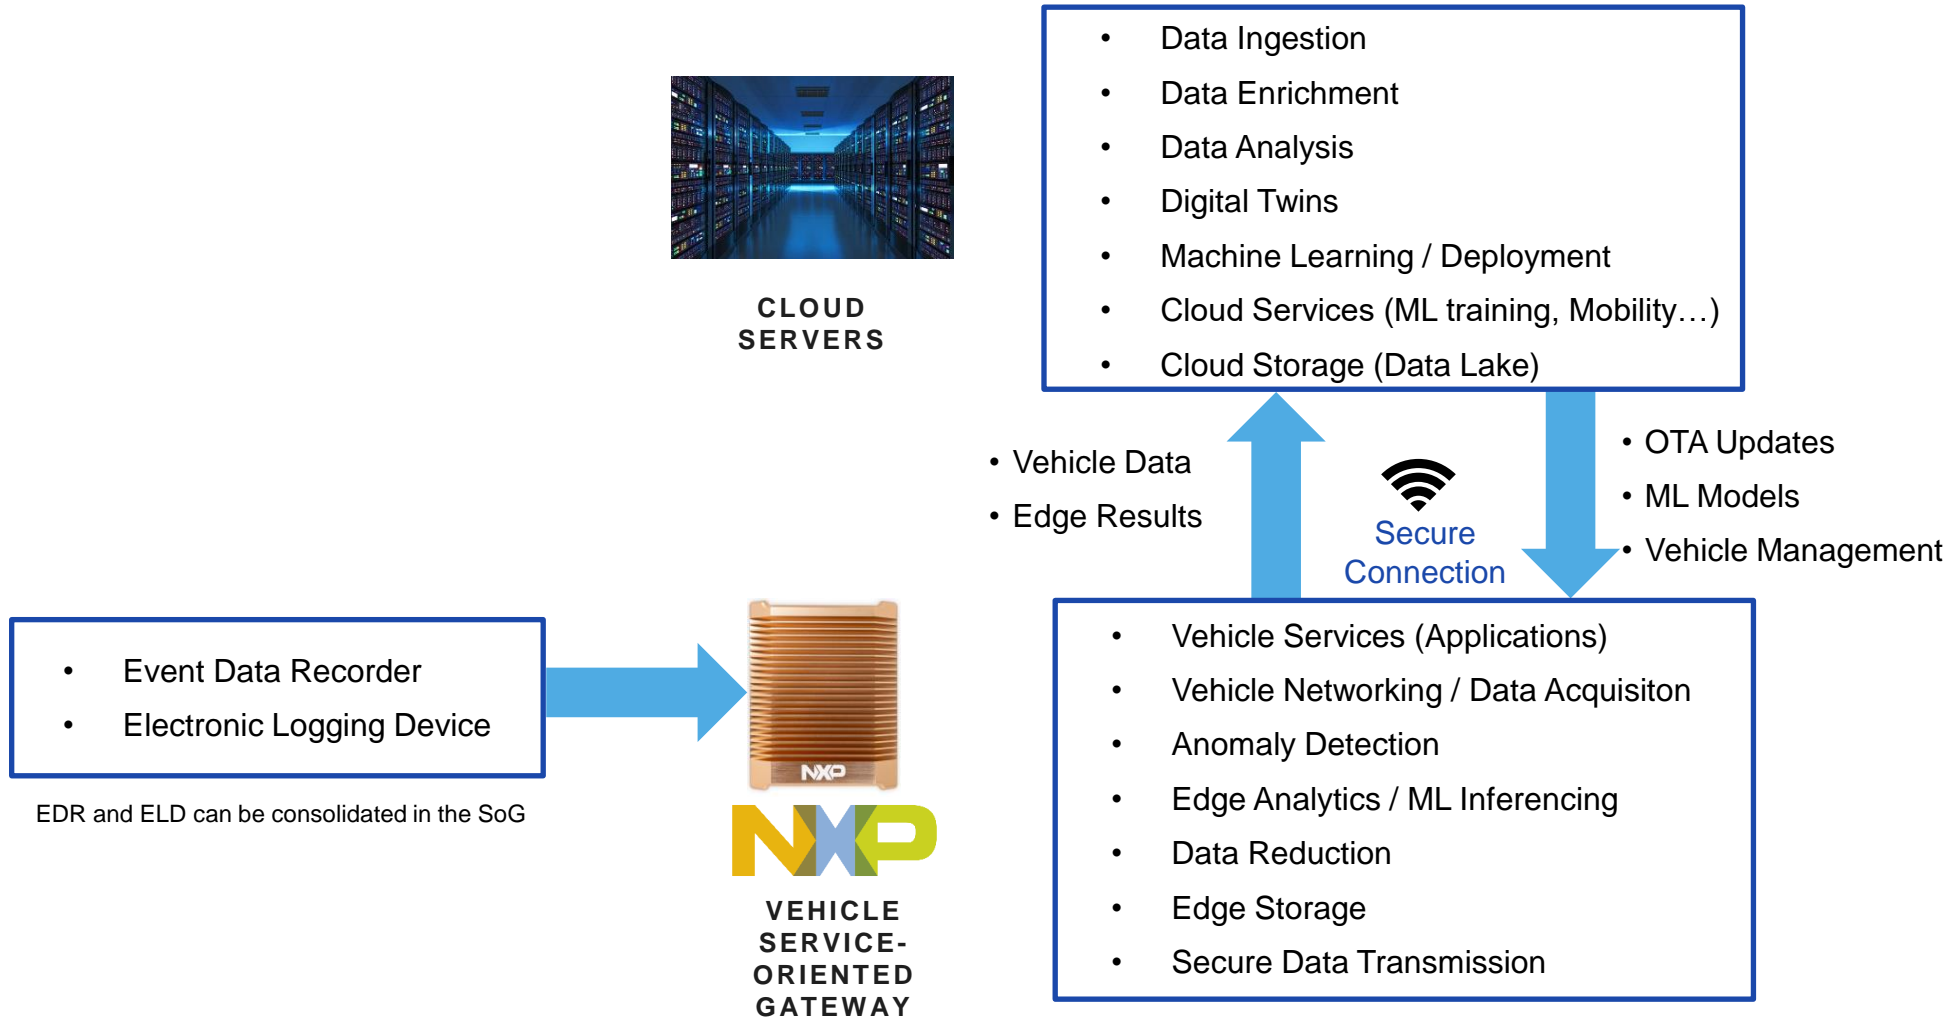 • Data Ingestion
• Data Enrichment
• Data Analysis
• Digital Twins
• Machine Learning / Deployment
• Cloud Services (ML training, Mobility…)
• Cloud Storage (Data Lake)
CLOUD
SERVERS
• Vehicle Data
• Edge Results
Secure
Connection
• OTA Updates
• ML Models
• Vehicle Management
• Event Data Recorder
• Electronic Logging Device
EDR and ELD can be consolidated in the SoG
NXP
NXP
VEHICLE
SERVICE-
ORIENTED
GATEWAY
• Vehicle Services (Applications)
• Vehicle Networking / Data Acquisiton
• Anomaly Detection
• Edge Analytics / ML Inferencing
• Data Reduction
• Edge Storage
• Secure Data Transmission